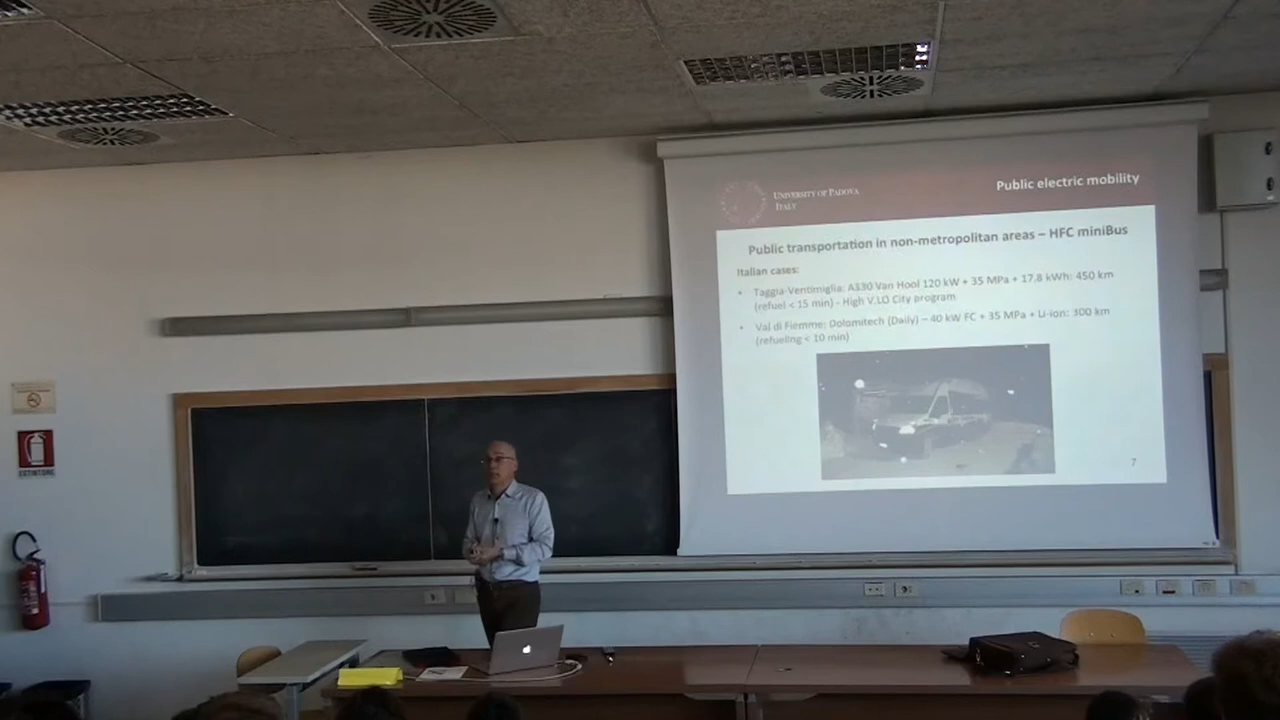 UNIVERSITY OF PADOVA
ITALY
Public electric mobility
Public transportation in non-metropolitan areas – HFC miniBus
Italian cases:
• Taggia-Ventimiglia: A330 Van Hool 120 kW + 35 MPa + 17.8 kWh: 450 km
(refuel < 15 min) - High V.LO City program
• Val di Fiemme: Dolomitech (Daily) – 40 kW FC + 35 MPa + Li-ion: 300 km
(refueling < 10 min)
7
ESTINTORE